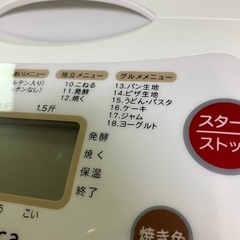 メニュー
独立メニュー
グルメメニュー
10.こねる
11.発酵
12.焼く
13.パン生地
14.ピザ生地
15.うどん・パスタ
16.ケーキ
17.ジャム
18.ヨーグルト
1.5斤
発酵
焼く
保温
終了
こい
スター
ストッ
焼き色